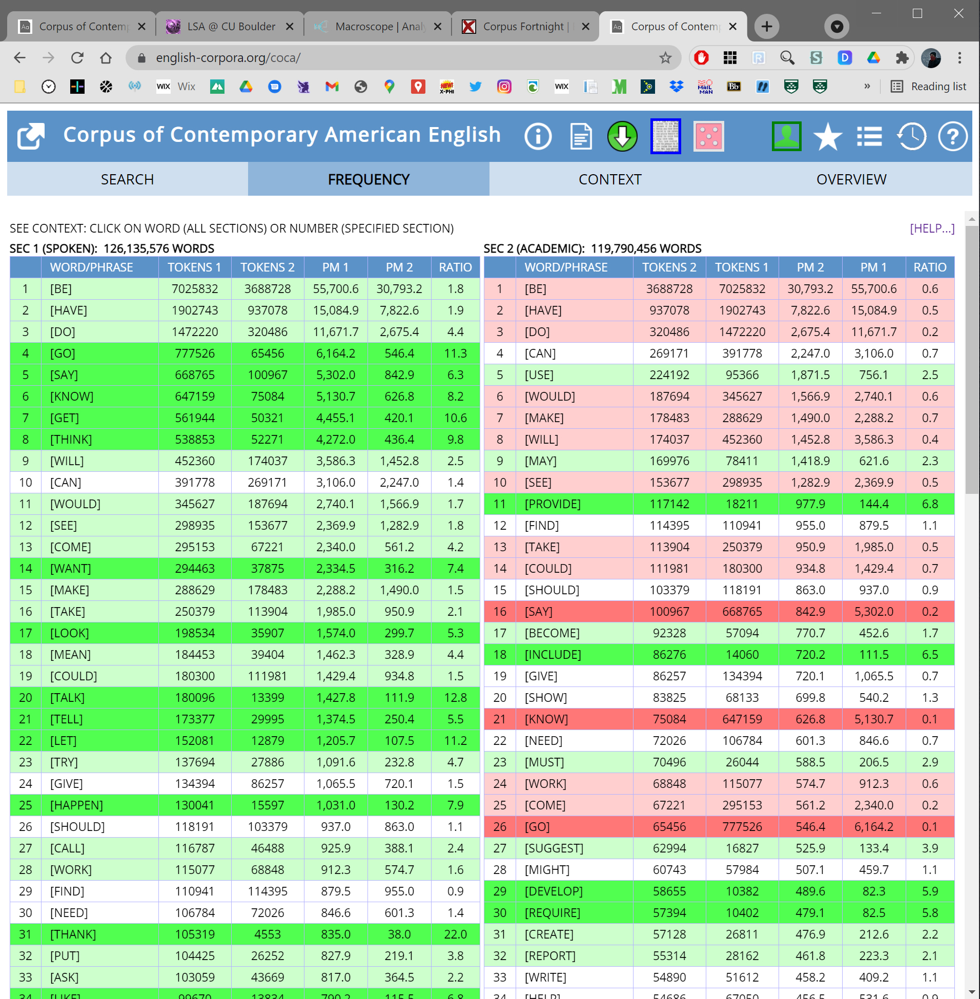 Corpus of Contemp
LSA @ CU Boulder
Macroscope | Analy
Corpus Fortnight |
Corpus of Contemp
english-corpora.org/coca/
WIX Wix NEW! X-PHI WIX MAIL MAN Bb » Reading list
Corpus of Contemporary American English
SEARCH FREQUENCY CONTEXT OVERVIEW
SEE CONTEXT: CLICK ON WORD (ALL SECTIONS) OR NUMBER (SPECIFIED SECTION) [HELP...]
SEC 1 (SPOKEN): 126,135,576 WORDS
WORD/PHRASE TOKENS 1 TOKENS 2 PM 1 PM 2 RATIO
1 [BE] 7025832 3688728 55,700.6 30,793.2 1.8
2 [HAVE] 1902743 937078 15,084.9 7,822.6 1.9
3 [DO] 1472220 320486 11,671.7 2,675.4 4.4
4 [GO] 777526 65456 6,164.2 546.4 11.3
5 [SAY] 668765 100967 5,302.0 842.9 6.3
6 [KNOW] 647159 75084 5,130.7 626.8 8.2
7 [GET] 561944 50321 4,455.1 420.1 10.6
8 [THINK] 538853 52271 4,272.0 436.4 9.8
9 [WILL] 452360 174037 3,586.3 1,452.8 2.5
10 [CAN] 391778 269171 3,106.0 2,247.0 1.4
11 [WOULD] 345627 187694 2,740.1 1,566.9 1.7
12 [SEE] 298935 153677 2,369.9 1,282.9 1.8
13 [COME] 295153 67221 2,340.0 561.2 4.2
14 [WANT] 294463 37875 2,334.5 316.2 7.4
15 [MAKE] 288629 178483 2,288.2 1,490.0 1.5
16 [TAKE] 250379 113904 1,985.0 950.9 2.1
17 [LOOK] 198534 35907 1,574.0 299.7 5.3
18 [MEAN] 184453 39404 1,462.3 328.9 4.4
19 [COULD] 180300 111981 1,429.4 934.8 1.5
20 [TALK] 180096 13399 1,427.8 111.9 12.8
21 [TELL] 173377 29995 1,374.5 250.4 5.5
22 [LET] 152081 12879 1,205.7 107.5 11.2
23 [TRY] 137694 27886 1,091.6 232.8 4.7
24 [GIVE] 134394 86257 1,065.5 720.1 1.5
25 [HAPPEN] 130041 15597 1,031.0 130.2 7.9
26 [SHOULD] 118191 103379 937.0 863.0 1.1
27 [CALL] 116787 46488 925.9 388.1 2.4
28 [WORK] 115077 68848 912.3 574.7 1.6
29 [FIND] 110941 114395 879.5 955.0 0.9
30 [NEED] 106784 72026 846.6 601.3 1.4
31 [THANK] 105319 4553 835.0 38.0 22.0
32 [PUT] 104425 26252 827.9 219.1 3.8
33 [ASK] 103059 43669 817.0 364.5 2.2
34 [LIKE] 99670 13834 790.2 115.5 6.8
SEC 2 (ACADEMIC): 119,790,456 WORDS
WORD/PHRASE TOKENS 2 TOKENS 1 PM 2 PM 1 RATIO
1 [BE] 3688728 7025832 30,793.2 55,700.6 0.6
2 [HAVE] 937078 1902743 7,822.6 15,084.9 0.5
3 [DO] 320486 1472220 2,675.4 11,671.7 0.2
4 [CAN] 269171 391778 2,247.0 3,106.0 0.7
5 [USE] 224192 95366 1,871.5 756.1 2.5
6 [WOULD] 187694 345627 1,566.9 2,740.1 0.6
7 [MAKE] 178483 288629 1,490.0 2,288.2 0.7
8 [WILL] 174037 452360 1,452.8 3,586.3 0.4
9 [MAY] 169976 78411 1,418.9 621.6 2.3
10 [SEE] 153677 298935 1,282.9 2,369.9 0.5
11 [PROVIDE] 117142 18211 977.9 144.4 6.8
12 [FIND] 114395 110941 955.0 879.5 1.1
13 [TAKE] 113904 250379 950.9 1,985.0 0.5
14 [COULD] 111981 180300 934.8 1,429.4 0.7
15 [SHOULD] 103379 118191 863.0 937.0 0.9
16 [SAY] 100967 668765 842.9 5,302.0 0.2
17 [BECOME] 92328 57094 770.7 452.6 1.7
18 [INCLUDE] 86276 14060 720.2 111.5 6.5
19 [GIVE] 86257 134394 720.1 1,065.5 0.7
20 [SHOW] 83825 68133 699.8 540.2 1.3
21 [KNOW] 75084 647159 626.8 5,130.7 0.1
22 [NEED] 72026 106784 601.3 846.6 0.7
23 [MUST] 70496 26044 588.5 206.5 2.9
24 [WORK] 68848 115077 574.7 912.3 0.6
25 [COME] 67221 295153 561.2 2,340.0 0.2
26 [GO] 65456 777526 546.4 6,164.2 0.1
27 [SUGGEST] 62994 16827 525.9 133.4 3.9
28 [MIGHT] 60743 57984 507.1 459.7 1.1
29 [DEVELOP] 58655 10382 489.6 82.3 5.9
30 [REQUIRE] 57394 10402 479.1 82.5 5.8
31 [CREATE] 57128 26811 476.9 212.6 2.2
32 [REPORT] 55314 28162 461.8 223.3 2.1
33 [WRITE] 54890 51612 458.2 409.2 1.1
34 [HELP] 54686 67050 456.5 531.6 0.9